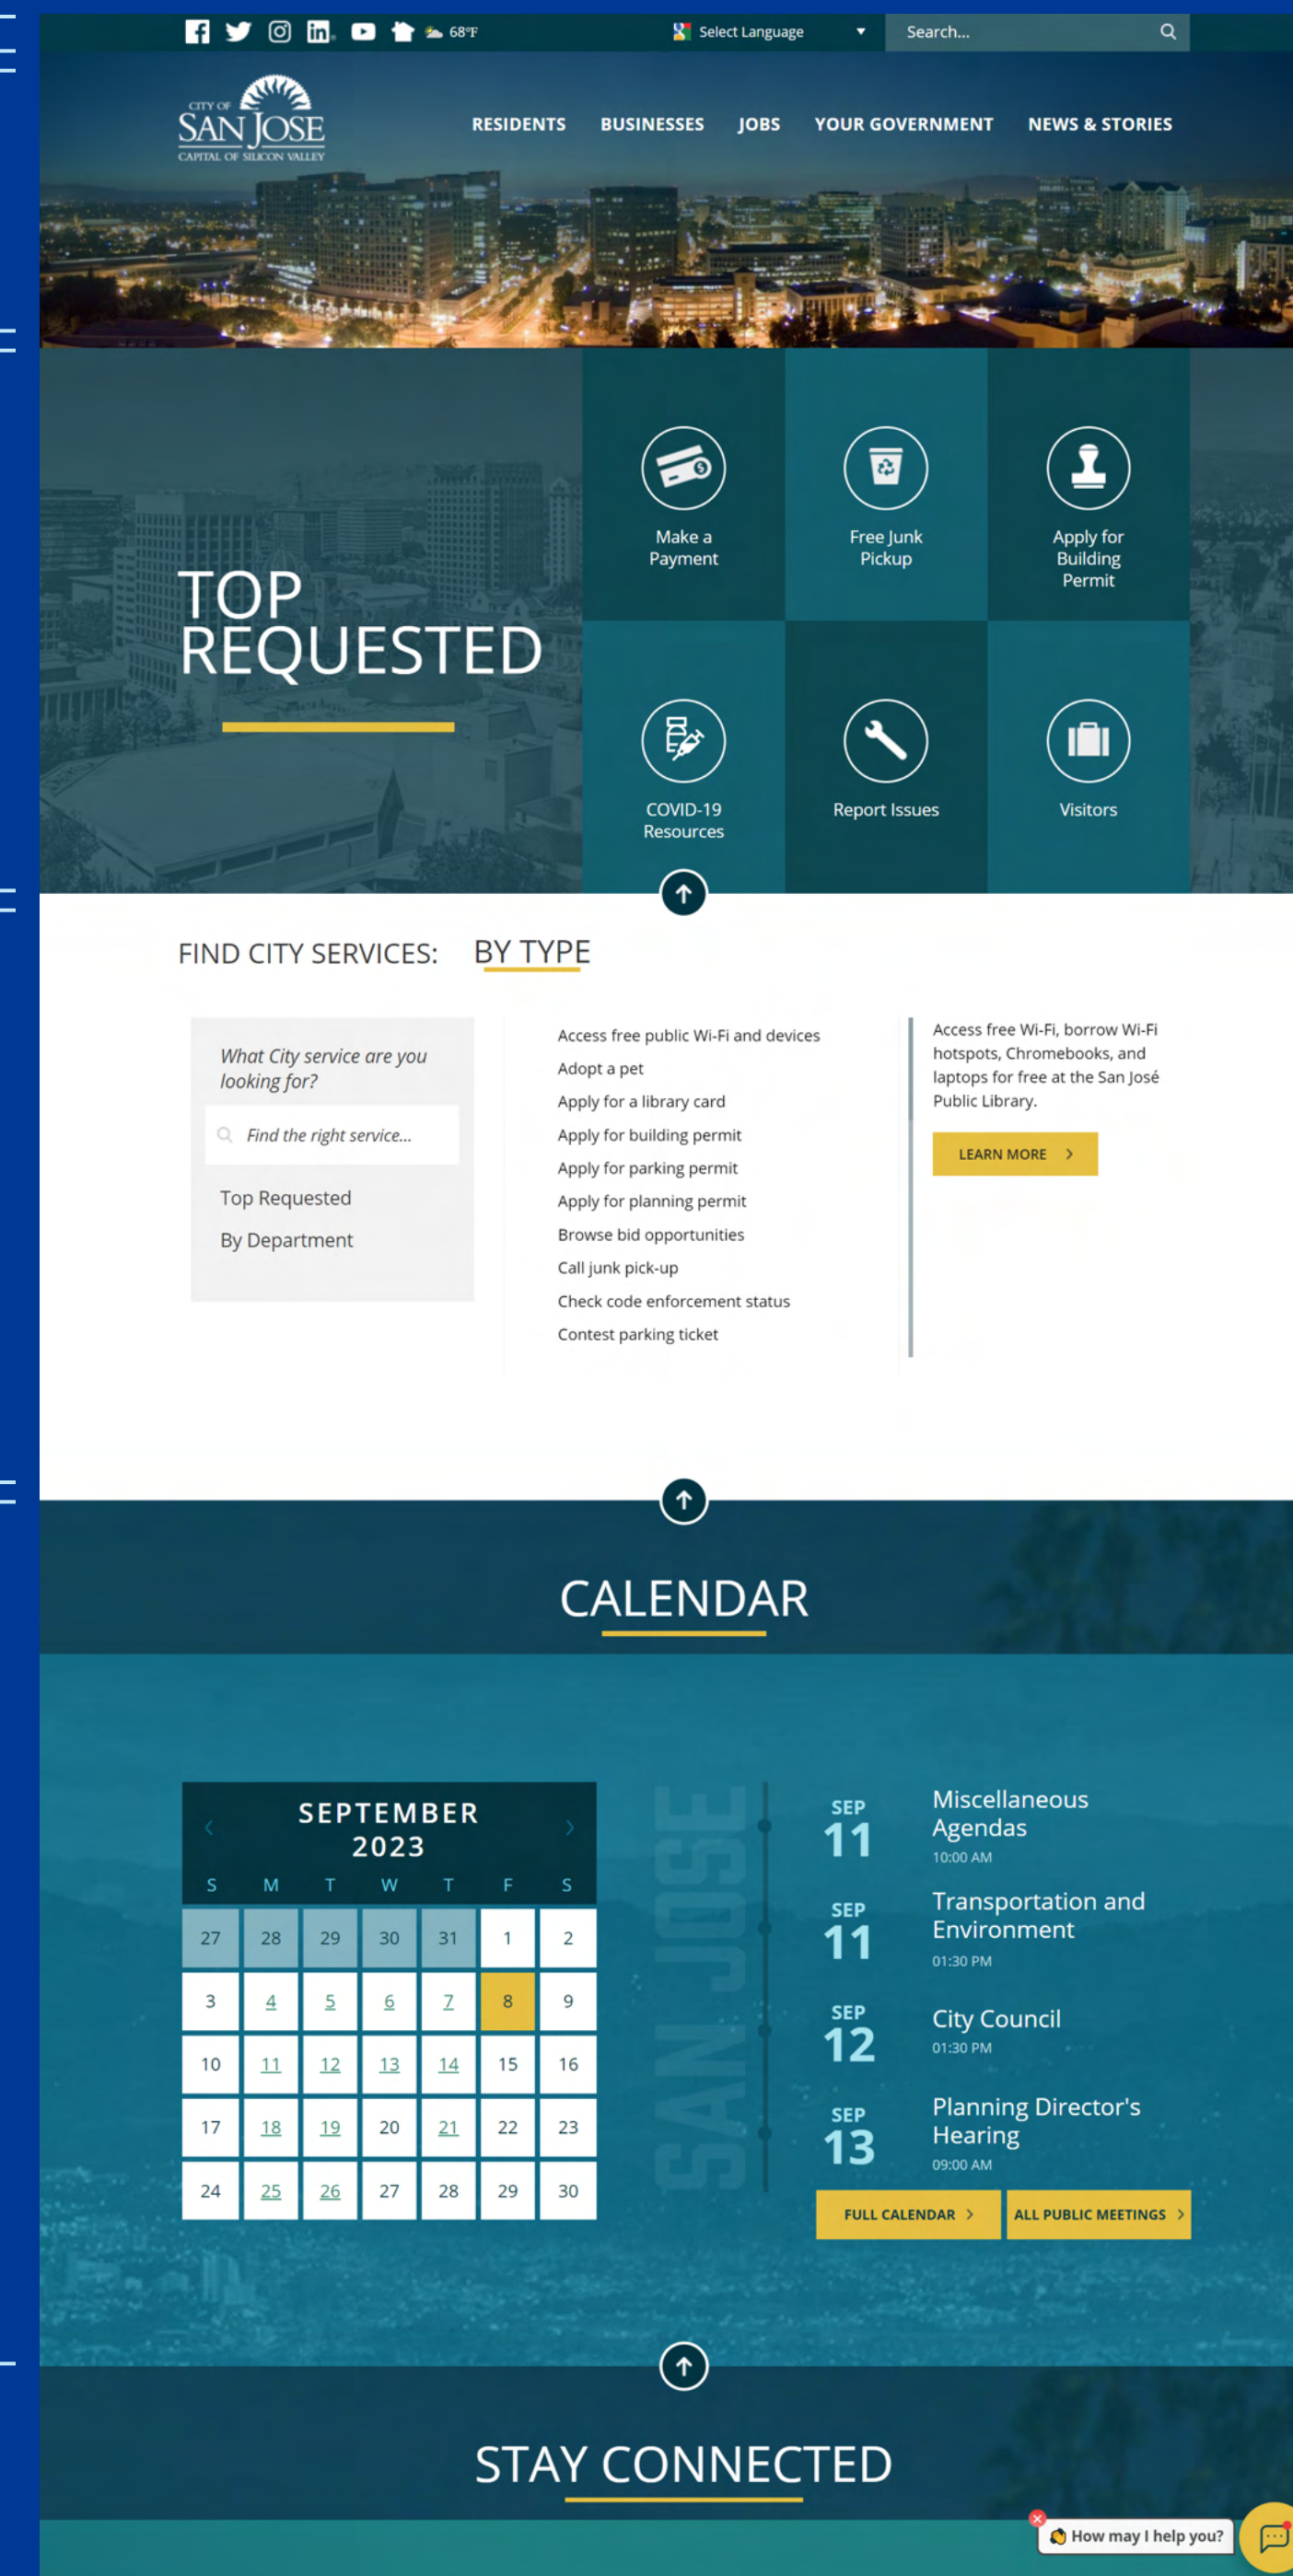 68°F
Select Language
Search...
CITY OF
SAN JOSE
CAPITAL OF SILICON VALLEY
RESIDENTS BUSINESSES JOBS YOUR GOVERNMENT NEWS & STORIES
TOP
REQUESTED
Make a
Payment
Free Junk
Pickup
Apply for
Building
Permit
COVID-19
Resources
Report Issues
Visitors
FIND CITY SERVICES: BY TYPE
What City service are you
looking for?
Find the right service...
Top Requested
By Department
Access free public Wi-Fi and devices
Adopt a pet
Apply for a library card
Apply for building permit
Apply for parking permit
Apply for planning permit
Browse bid opportunities
Call junk pick-up
Check code enforcement status
Contest parking ticket
Access free Wi-Fi, borrow Wi-Fi
hotspots, Chromebooks, and
laptops for free at the San José
Public Library.
LEARN MORE
CALENDAR
SEPTEMBER
2023
S M T W T F S
27 28 29 30 31 1 2
3 4 5 6 7 8 9
10 11 12 13 14 15 16
17 18 19 20 21 22 23
24 25 26 27 28 29 30
SAN JOSE
SEP
11
Miscellaneous
Agendas
10:00 AM
SEP
11
Transportation and
Environment
01:30 PM
SEP
12
City Council
01:30 PM
SEP
13
Planning Director's
Hearing
09:00 AM
FULL CALENDAR
ALL PUBLIC MEETINGS
STAY CONNECTED
How may I help you?